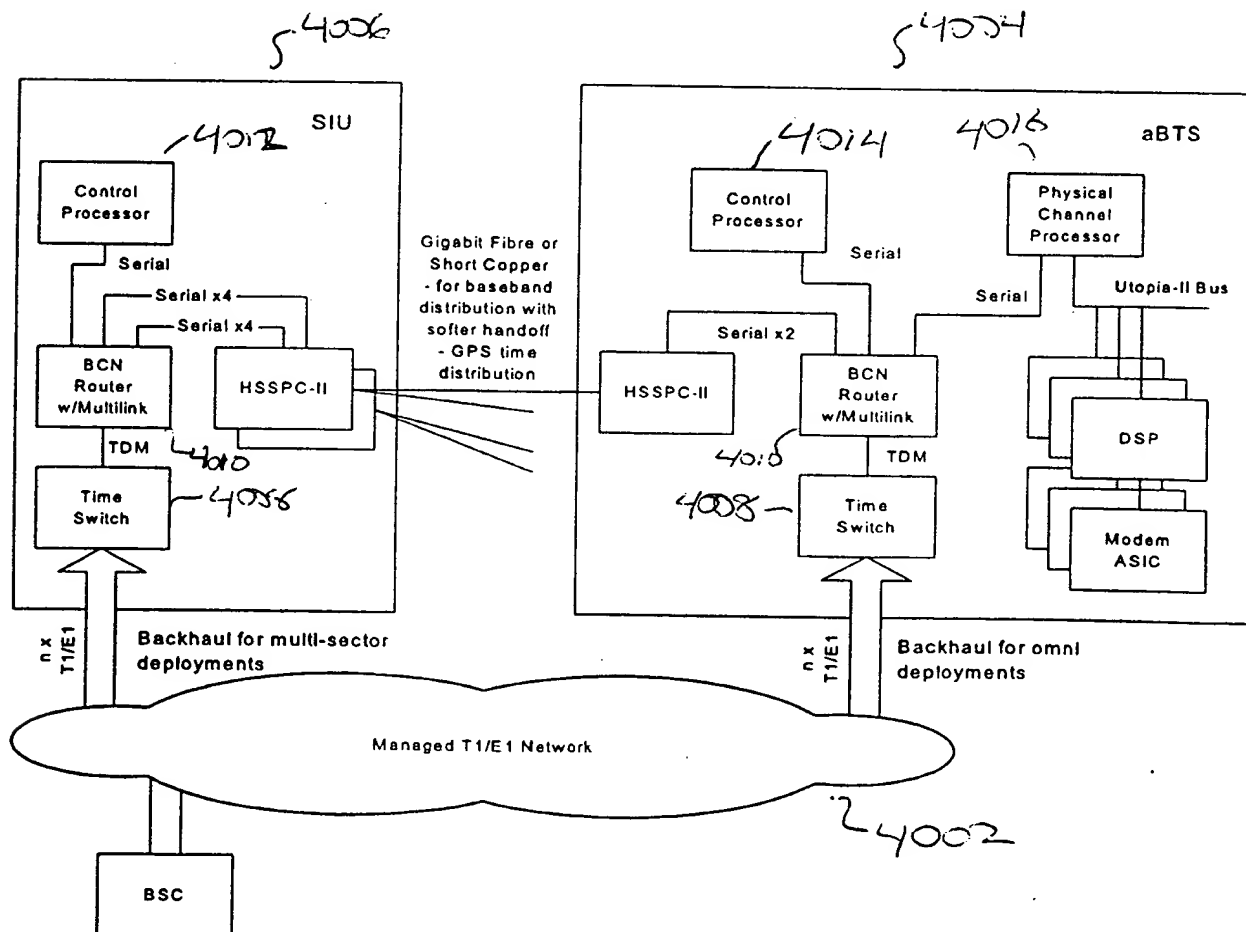 4006
4004
SIU
aBTS
4012
Control
Processor
4014
Control
Processor
4016
Physical
Channel
Processor
Serial
Serial x4
Serial x4
Gigabit Fibre or
Short Copper
- for baseband
distribution with
softer handoff
- GPS time
distribution
Serial
Serial
Utopia-II Bus
Serial x2
BCN
Router
w/Multilink
HSSPC-II
HSSPC-II
BCN
Router
w/Multilink
DSP
TDM
4010
4010
TDM
Time
Switch
4008
Time
Switch
Modem
ASIC
n x
T1/E1
Backhaul for multi-sector
deployments
n x
T1/E1
Backhaul for omni
deployments
Managed T1/E1 Network
4002
BSC